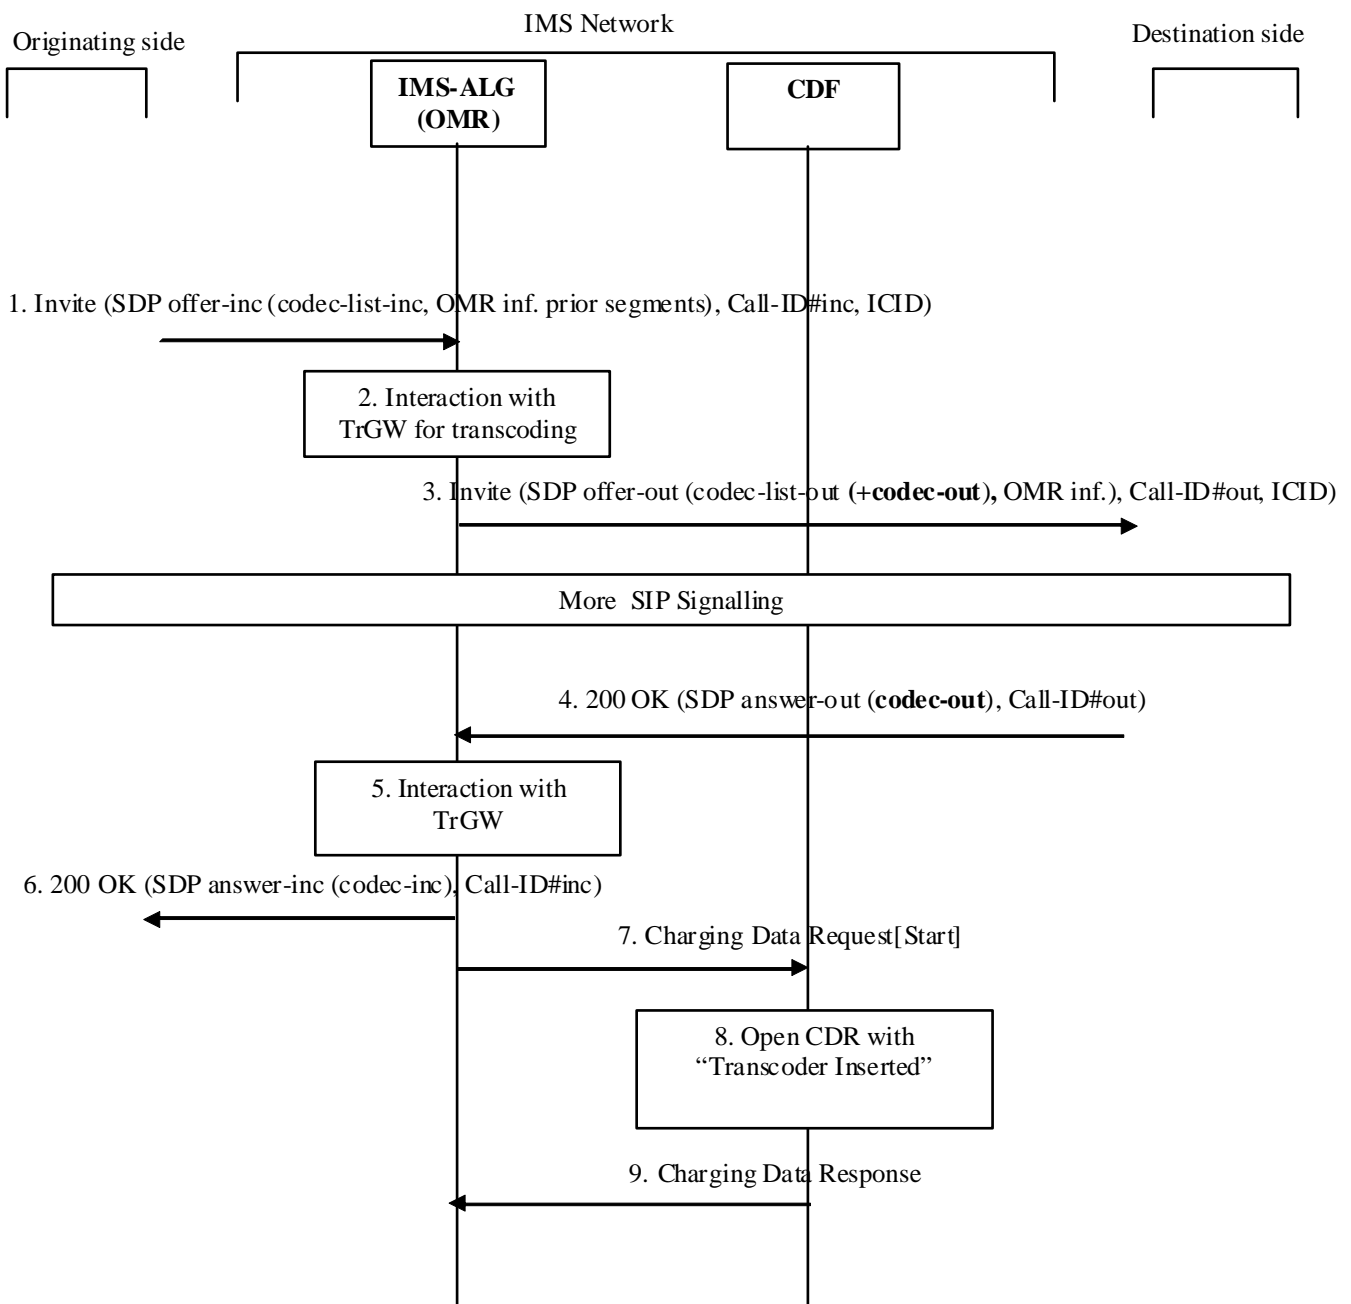 IMS Network
Originating side
Destination side
IMS-ALG
(OMR)
CDF
1. Invite (SDP offer-inc (codec-list-inc, OMR inf. prior segments), Call-ID#inc, ICID)
2. Interaction with
TrGW for transcoding
3. Invite (SDP offer-out (codec-list-out (+codec-out), OMR inf.), Call-ID#out, ICID)
More SIP Signalling
4. 200 OK (SDP answer-out (codec-out), Call-ID#out)
5. Interaction with
TrGW
6. 200 OK (SDP answer-inc (codec-inc), Call-ID#inc)
7. Charging Data Request[Start]
8. Open CDR with
“Transcoder Inserted”
9. Charging Data Response